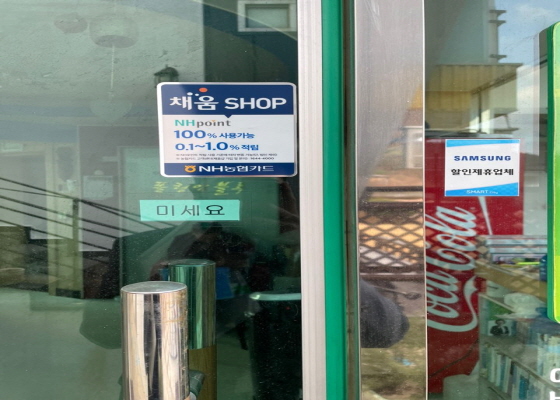 채움 SHOP
NHpoint
100% 사용가능
0.1~1.0% 적립
NH농협카드
미세요
SAMSUNG
할인제휴업체
SMART
Coca-Cola